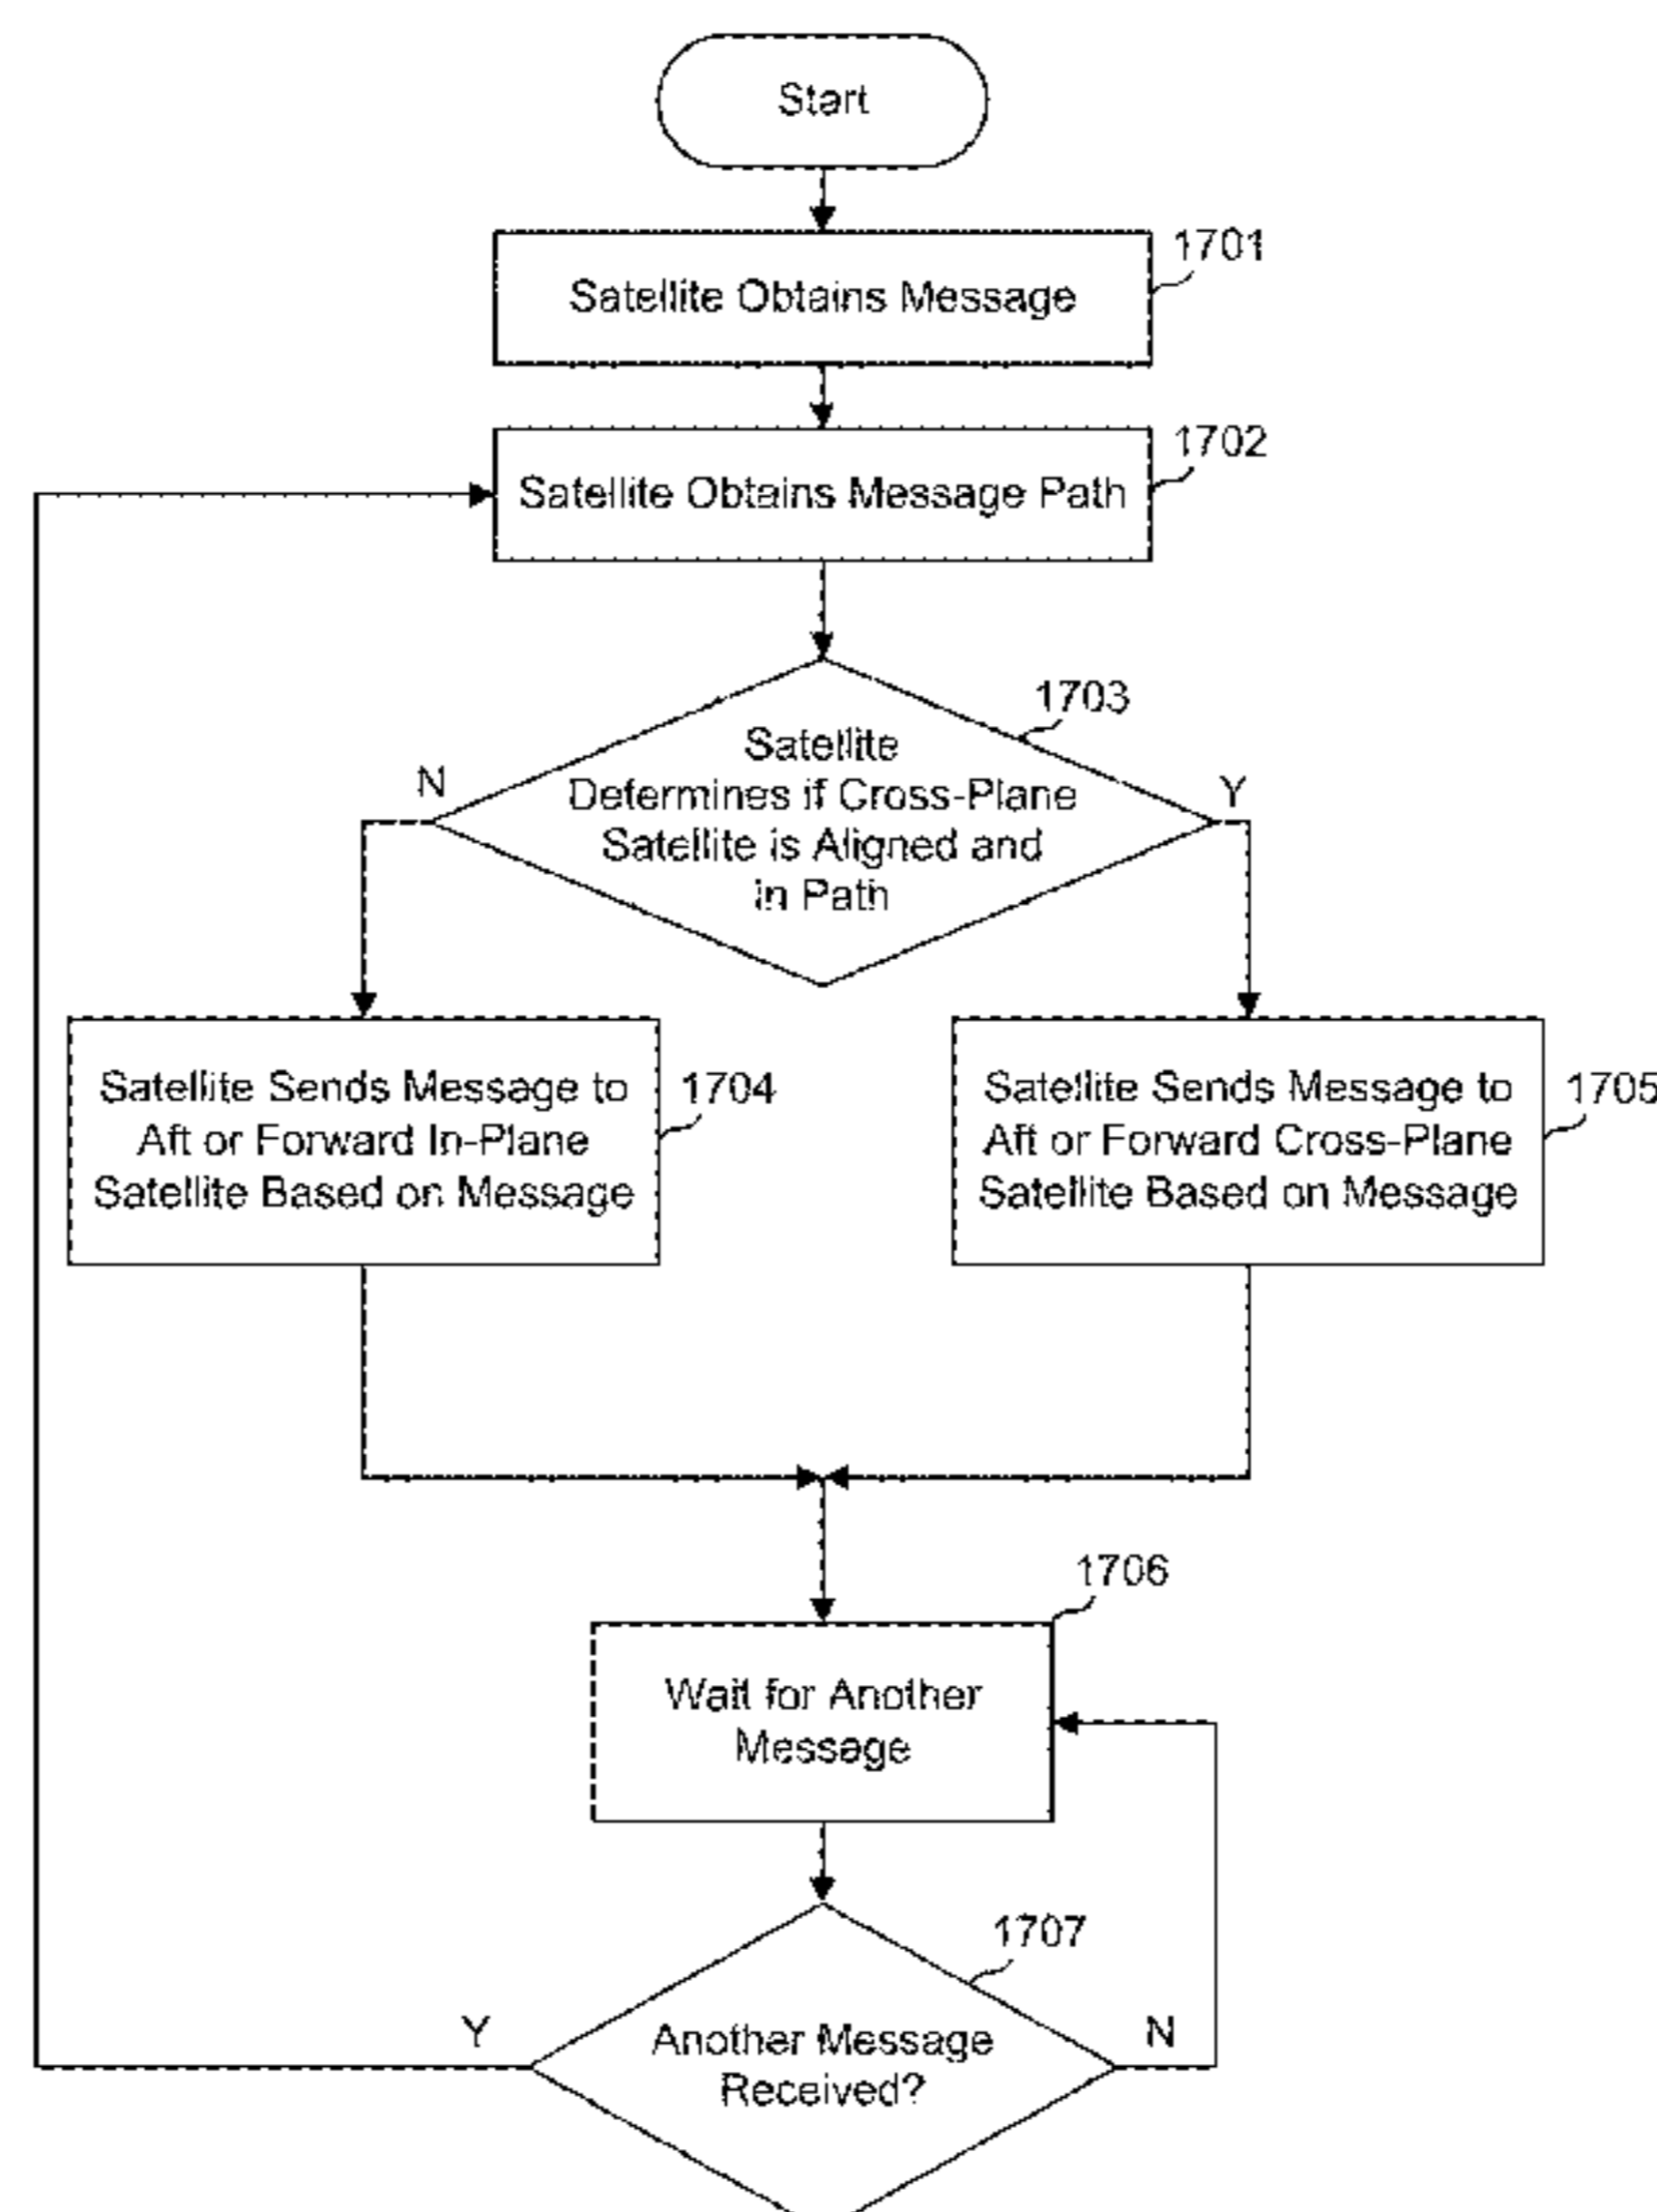 Start
1701
Satellite Obtains Message
1702
Satellite Obtains Message Path
1703
N
Y
Satellite
Determines if Cross-Plane
Satellite is Aligned and
in Path
Satellite Sends Message to
Aft or Forward In-Plane
Satellite Based on Message
1704
Satellite Sends Message to
Aft or Forward Cross-Plane
Satellite Based on Message
1705
1706
Wait for Another
Message
1707
Y
N
Another Message
Received?